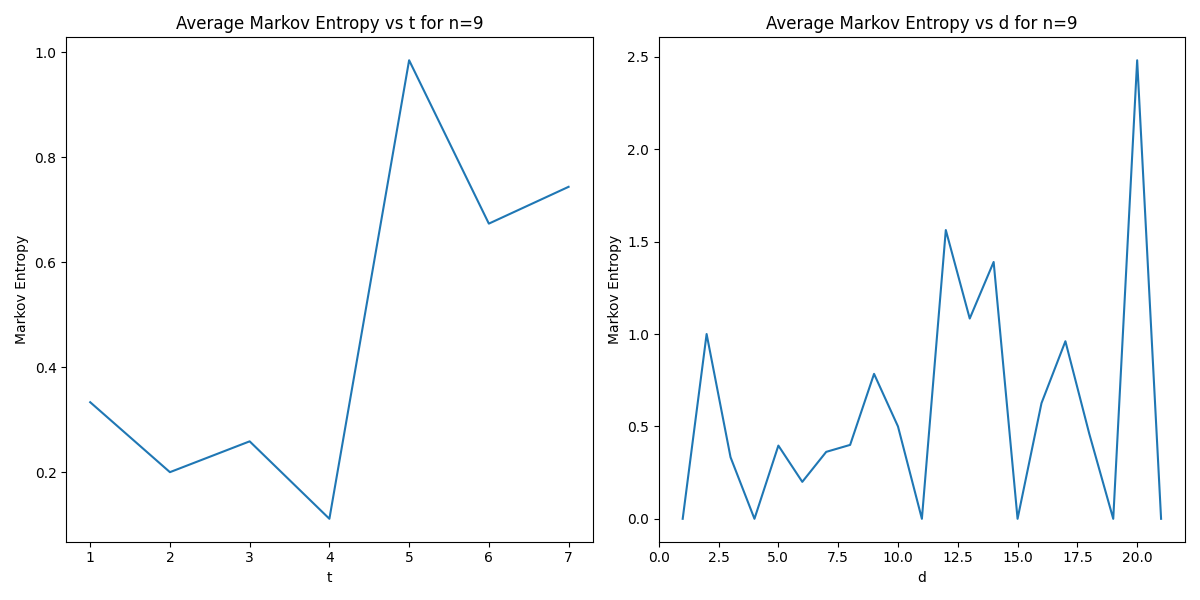 Average Markov Entropy vs t for n=9
Markov Entropy
1.0
0.8
0.6
0.4
0.2
1 2 3 4 5 6 7
t
Average Markov Entropy vs d for n=9
Markov Entropy
2.5
2.0
1.5
1.0
0.5
0.0
0.0 2.5 5.0 7.5 10.0 12.5 15.0 17.5 20.0
d